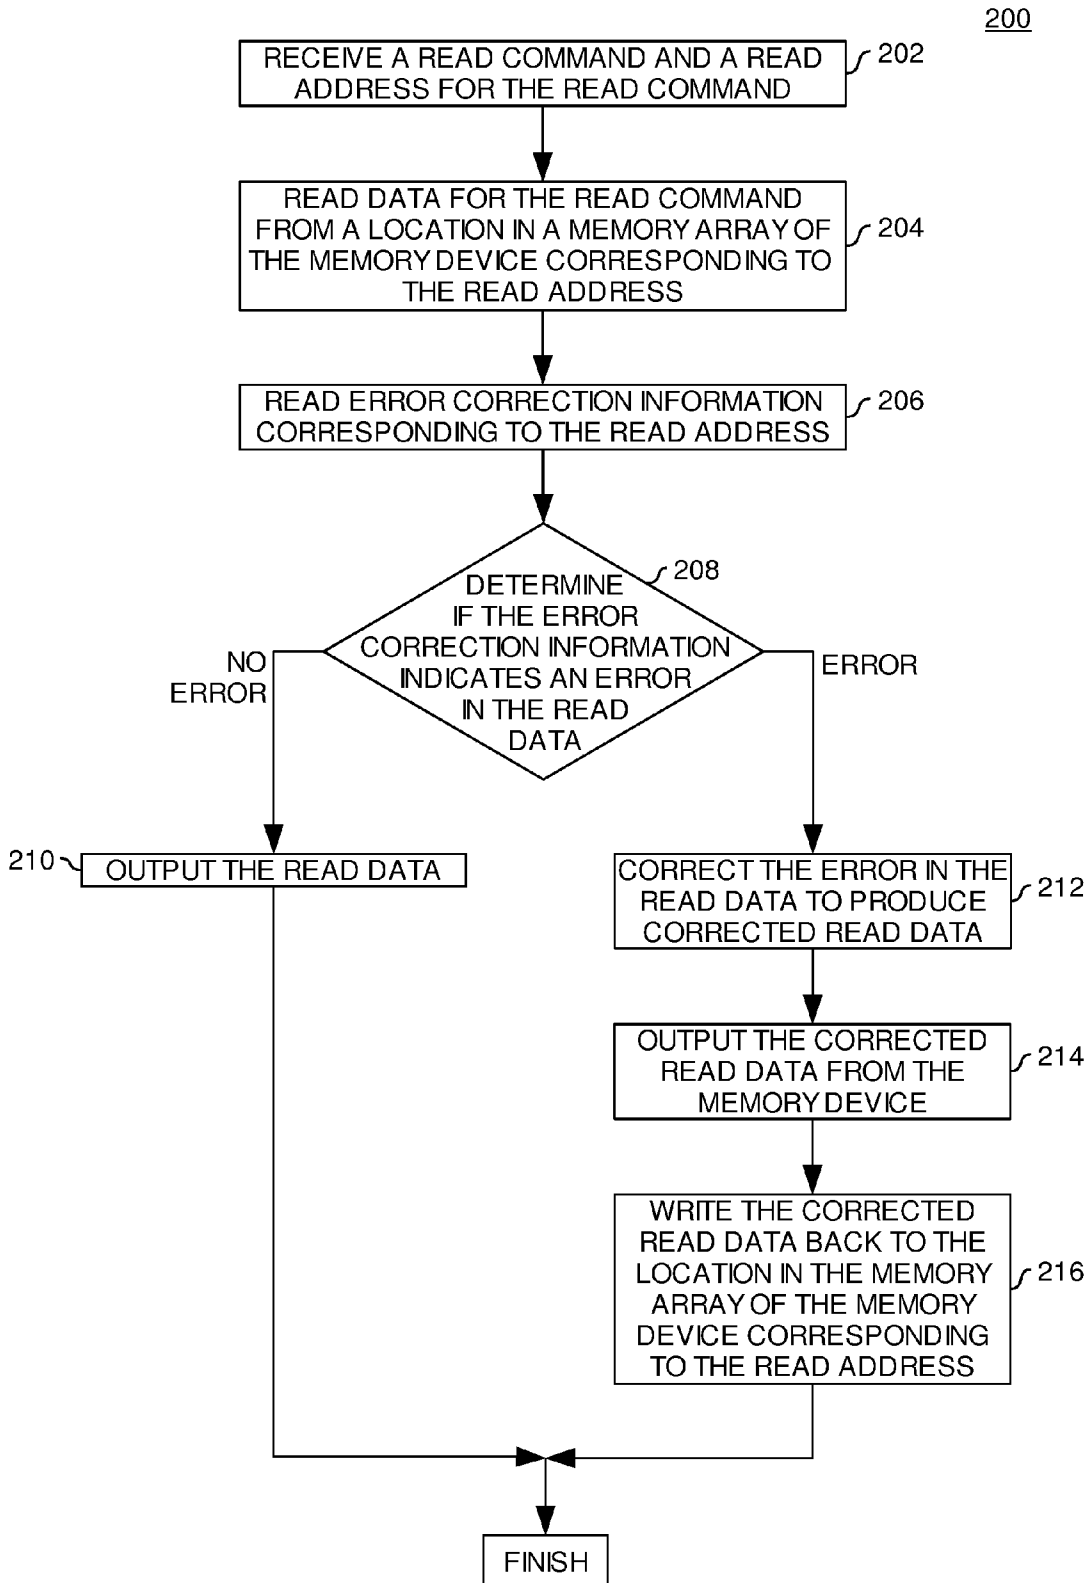 200
RECEIVE A READ COMMAND AND A READ
ADDRESS FOR THE READ COMMAND
202
READ DATA FOR THE READ COMMAND
FROM A LOCATION IN A MEMORY ARRAY OF
THE MEMORY DEVICE CORRESPONDING TO
THE READ ADDRESS
204
READ ERROR CORRECTION INFORMATION
CORRESPONDING TO THE READ ADDRESS
206
208
DETERMINE
IF THE ERROR
CORRECTION INFORMATION
INDICATES AN ERROR
IN THE READ
DATA
NO
ERROR
ERROR
210
OUTPUT THE READ DATA
CORRECT THE ERROR IN THE
READ DATA TO PRODUCE
CORRECTED READ DATA
212
OUTPUT THE CORRECTED
READ DATA FROM THE
MEMORY DEVICE
214
WRITE THE CORRECTED
READ DATA BACK TO THE
LOCATION IN THE MEMORY
ARRAY OF THE MEMORY
DEVICE CORRESPONDING
TO THE READ ADDRESS
216
FINISH